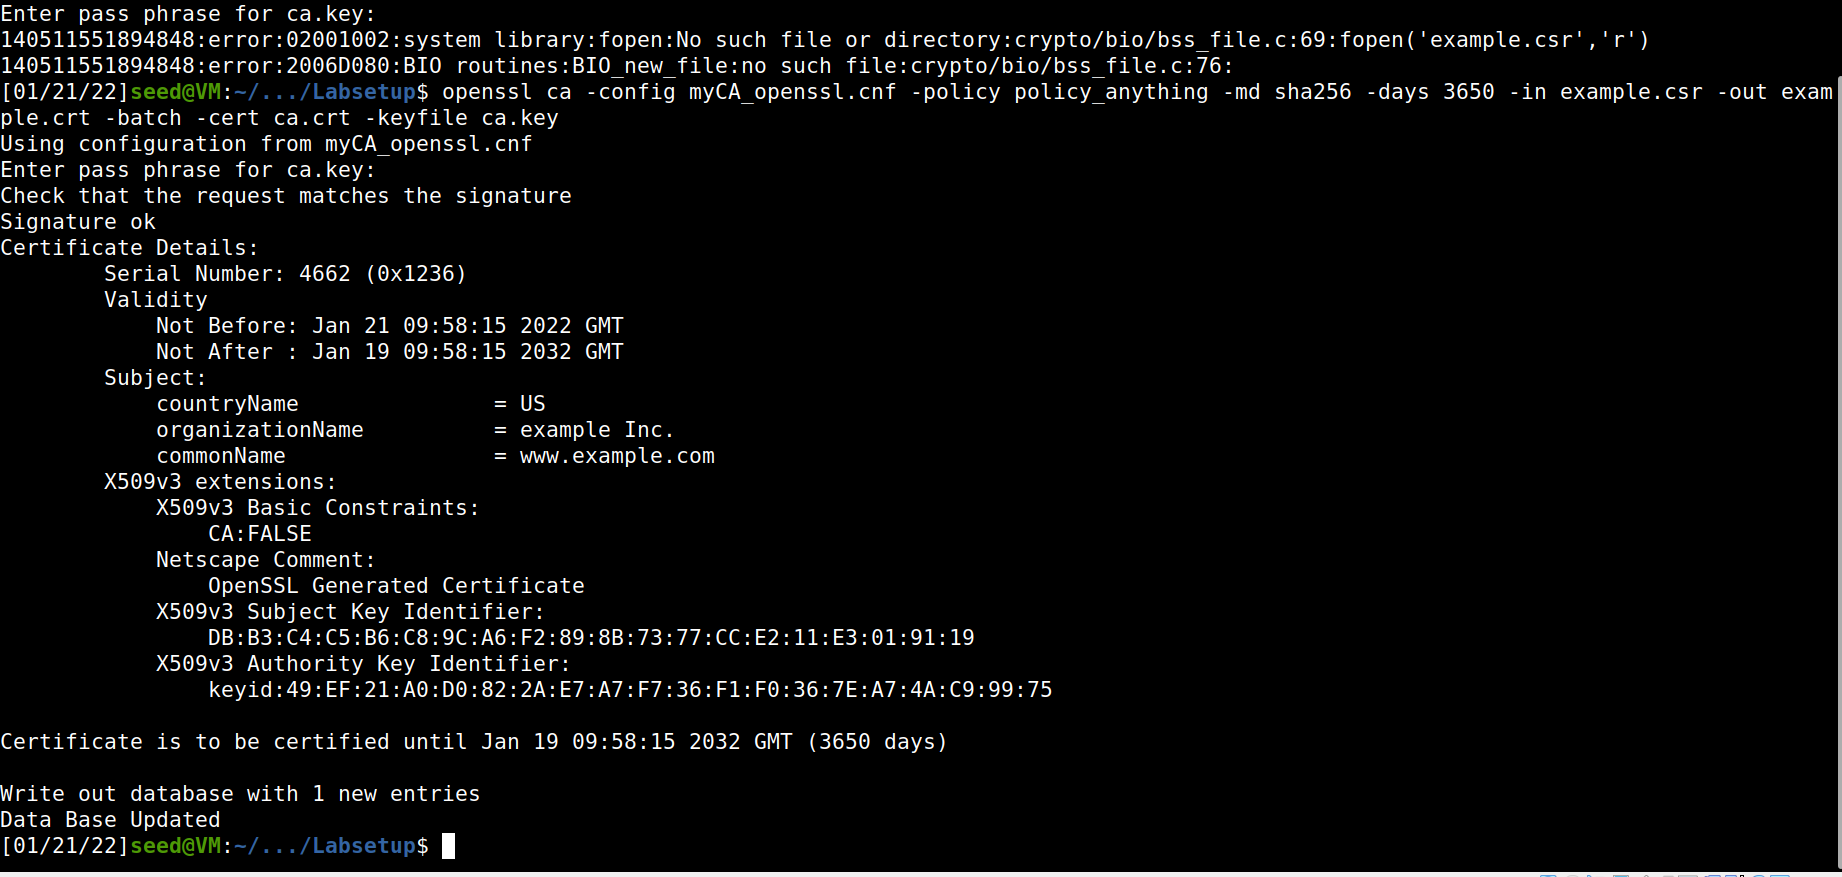 Enter pass phrase for ca.key:
140511551894848:error:02001002:system library:fopen:No such file or directory:crypto/bio/bss_file.c:69:fopen('example.csr','r')
140511551894848:error:2006D080:BIO routines:BIO_new_file:no such file:crypto/bio/bss_file.c:76:
[01/21/22]seed@VM:~/.../Labsetup$ openssl ca -config myCA_openssl.cnf -policy policy_anything -md sha256 -days 3650 -in example.csr -out exam
ple.crt -batch -cert ca.crt -keyfile ca.key
Using configuration from myCA_openssl.cnf
Enter pass phrase for ca.key:
Check that the request matches the signature
Signature ok
Certificate Details:
        Serial Number: 4662 (0x1236)
        Validity
            Not Before: Jan 21 09:58:15 2022 GMT
            Not After : Jan 19 09:58:15 2032 GMT
        Subject:
            countryName               = US
            organizationName          = example Inc.
            commonName                = www.example.com
        X509v3 extensions:
            X509v3 Basic Constraints:
                CA:FALSE
            Netscape Comment:
                OpenSSL Generated Certificate
            X509v3 Subject Key Identifier:
                DB:B3:C4:C5:B6:C8:9C:A6:F2:89:8B:73:77:CC:E2:11:E3:01:91:19
            X509v3 Authority Key Identifier:
                keyid:49:EF:21:A0:D0:82:2A:E7:A7:F7:36:F1:F0:36:7E:A7:4A:C9:99:75
Certificate is to be certified until Jan 19 09:58:15 2032 GMT (3650 days)
Write out database with 1 new entries
Data Base Updated
[01/21/22]seed@VM:~/.../Labsetup$